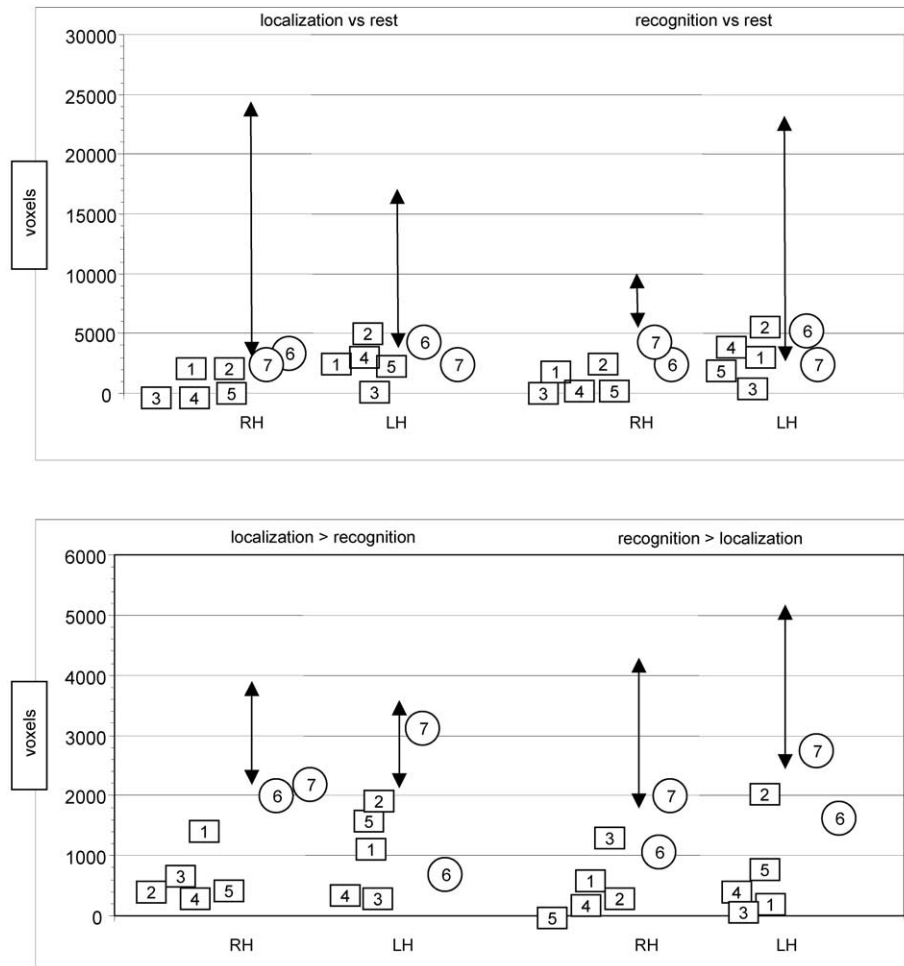 localization vs rest recognition vs rest
30000
25000
20000
15000
10000
5000
0
voxels
1 2 3 4 5 6 7
RH
2 1 4 5 3 6 7
LH
1 2 3 4 5 7 6
RH
2 4 1 5 3 6 7
LH
localization > recognition recognition > localization
6000
5000
4000
3000
2000
1000
0
voxels
1 3 2 4 5 6 7
RH
2 5 1 4 3 7 6
LH
3 1 2 4 5 7 6
RH
2 5 4 1 3 7 6
LH